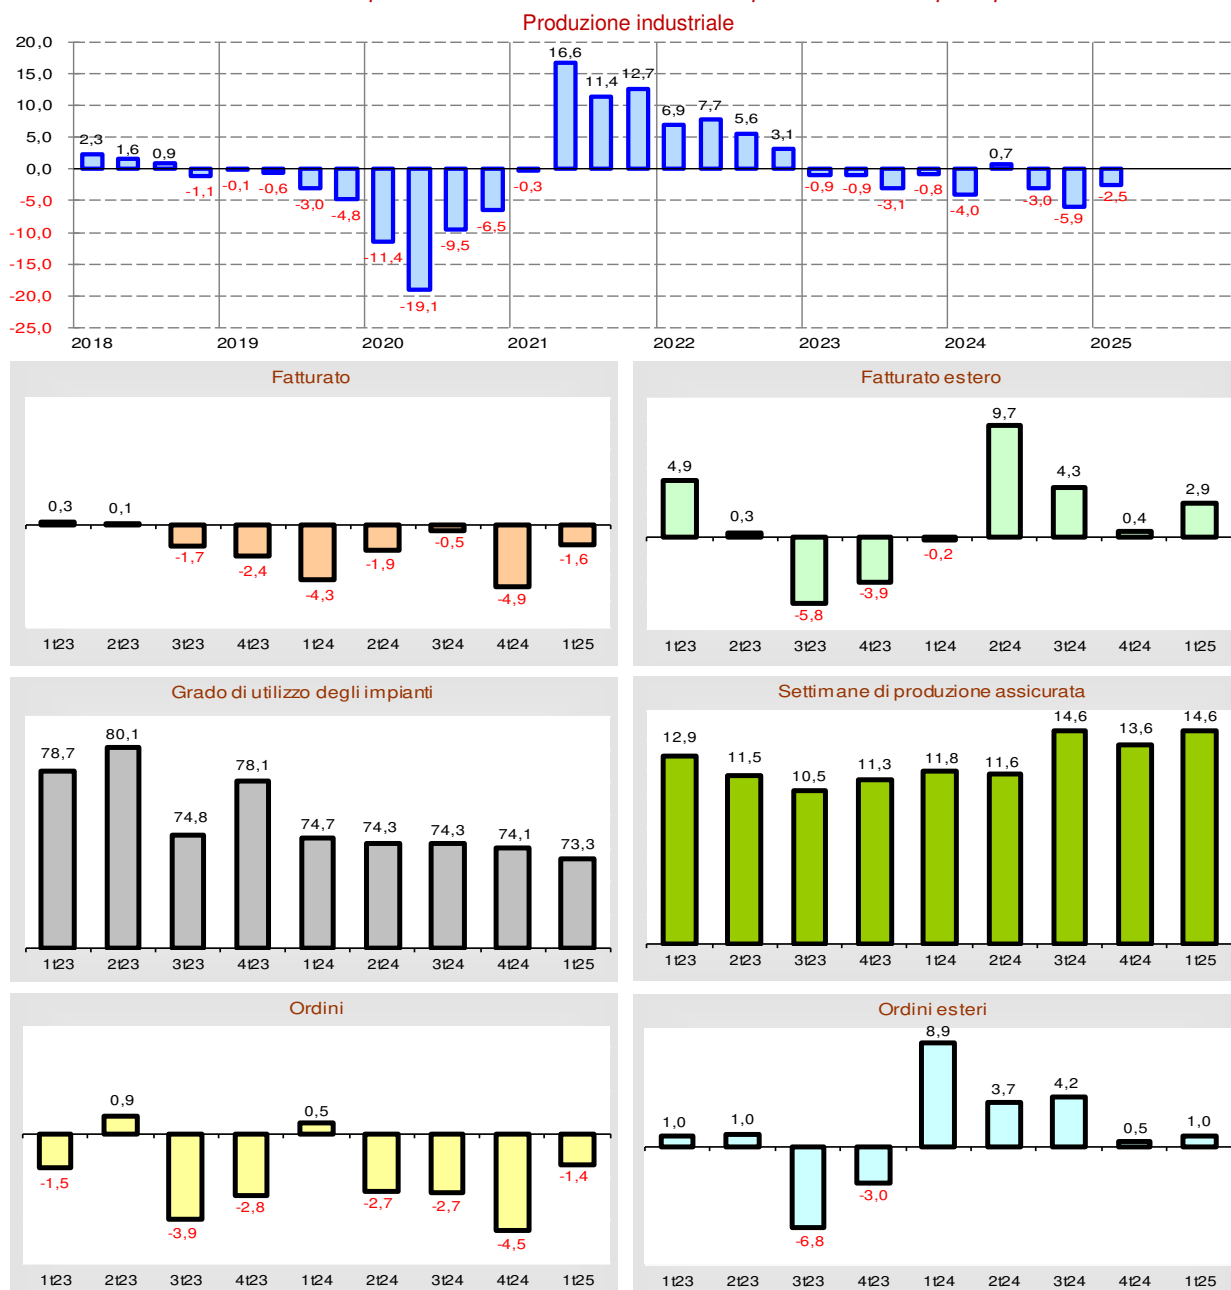 Produzione industriale
20,0
15,0
10,0
5,0
0,0
-5,0
-10,0
-15,0
-20,0
-25,0
2,3
1,6
0,9
-1,1
-0,1
-0,6
-3,0
-4,8
-11,4
-19,1
-9,5
-6,5
-0,3
16,6
11,4
12,7
6,9
7,7
5,6
3,1
-0,9
-0,9
-3,1
-0,8
-4,0
0,7
-3,0
-5,9
-2,5
2018 2019 2020 2021 2022 2023 2024 2025
Fatturato
0,3 0,1 -1,7 -2,4 -4,3 -1,9 -0,5 -4,9 -1,6
1t23 2t23 3t23 4t23 1t24 2t24 3t24 4t24 1t25
Fatturato estero
4,9 0,3 -5,8 -3,9 -0,2 9,7 4,3 0,4 2,9
1t23 2t23 3t23 4t23 1t24 2t24 3t24 4t24 1t25
Grado di utilizzo degli impianti
78,7 80,1 74,8 78,1 74,7 74,3 74,3 74,1 73,3
1t23 2t23 3t23 4t23 1t24 2t24 3t24 4t24 1t25
Settimane di produzione assicurata
12,9 11,5 10,5 11,3 11,8 11,6 14,6 13,6 14,6
1t23 2t23 3t23 4t23 1t24 2t24 3t24 4t24 1t25
Ordini
-1,5 0,9 -3,9 -2,8 0,5 -2,7 -2,7 -4,5 -1,4
1t23 2t23 3t23 4t23 1t24 2t24 3t24 4t24 1t25
Ordini esteri
1,0 1,0 -6,8 -3,0 8,9 3,7 4,2 0,5 1,0
1t23 2t23 3t23 4t23 1t24 2t24 3t24 4t24 1t25